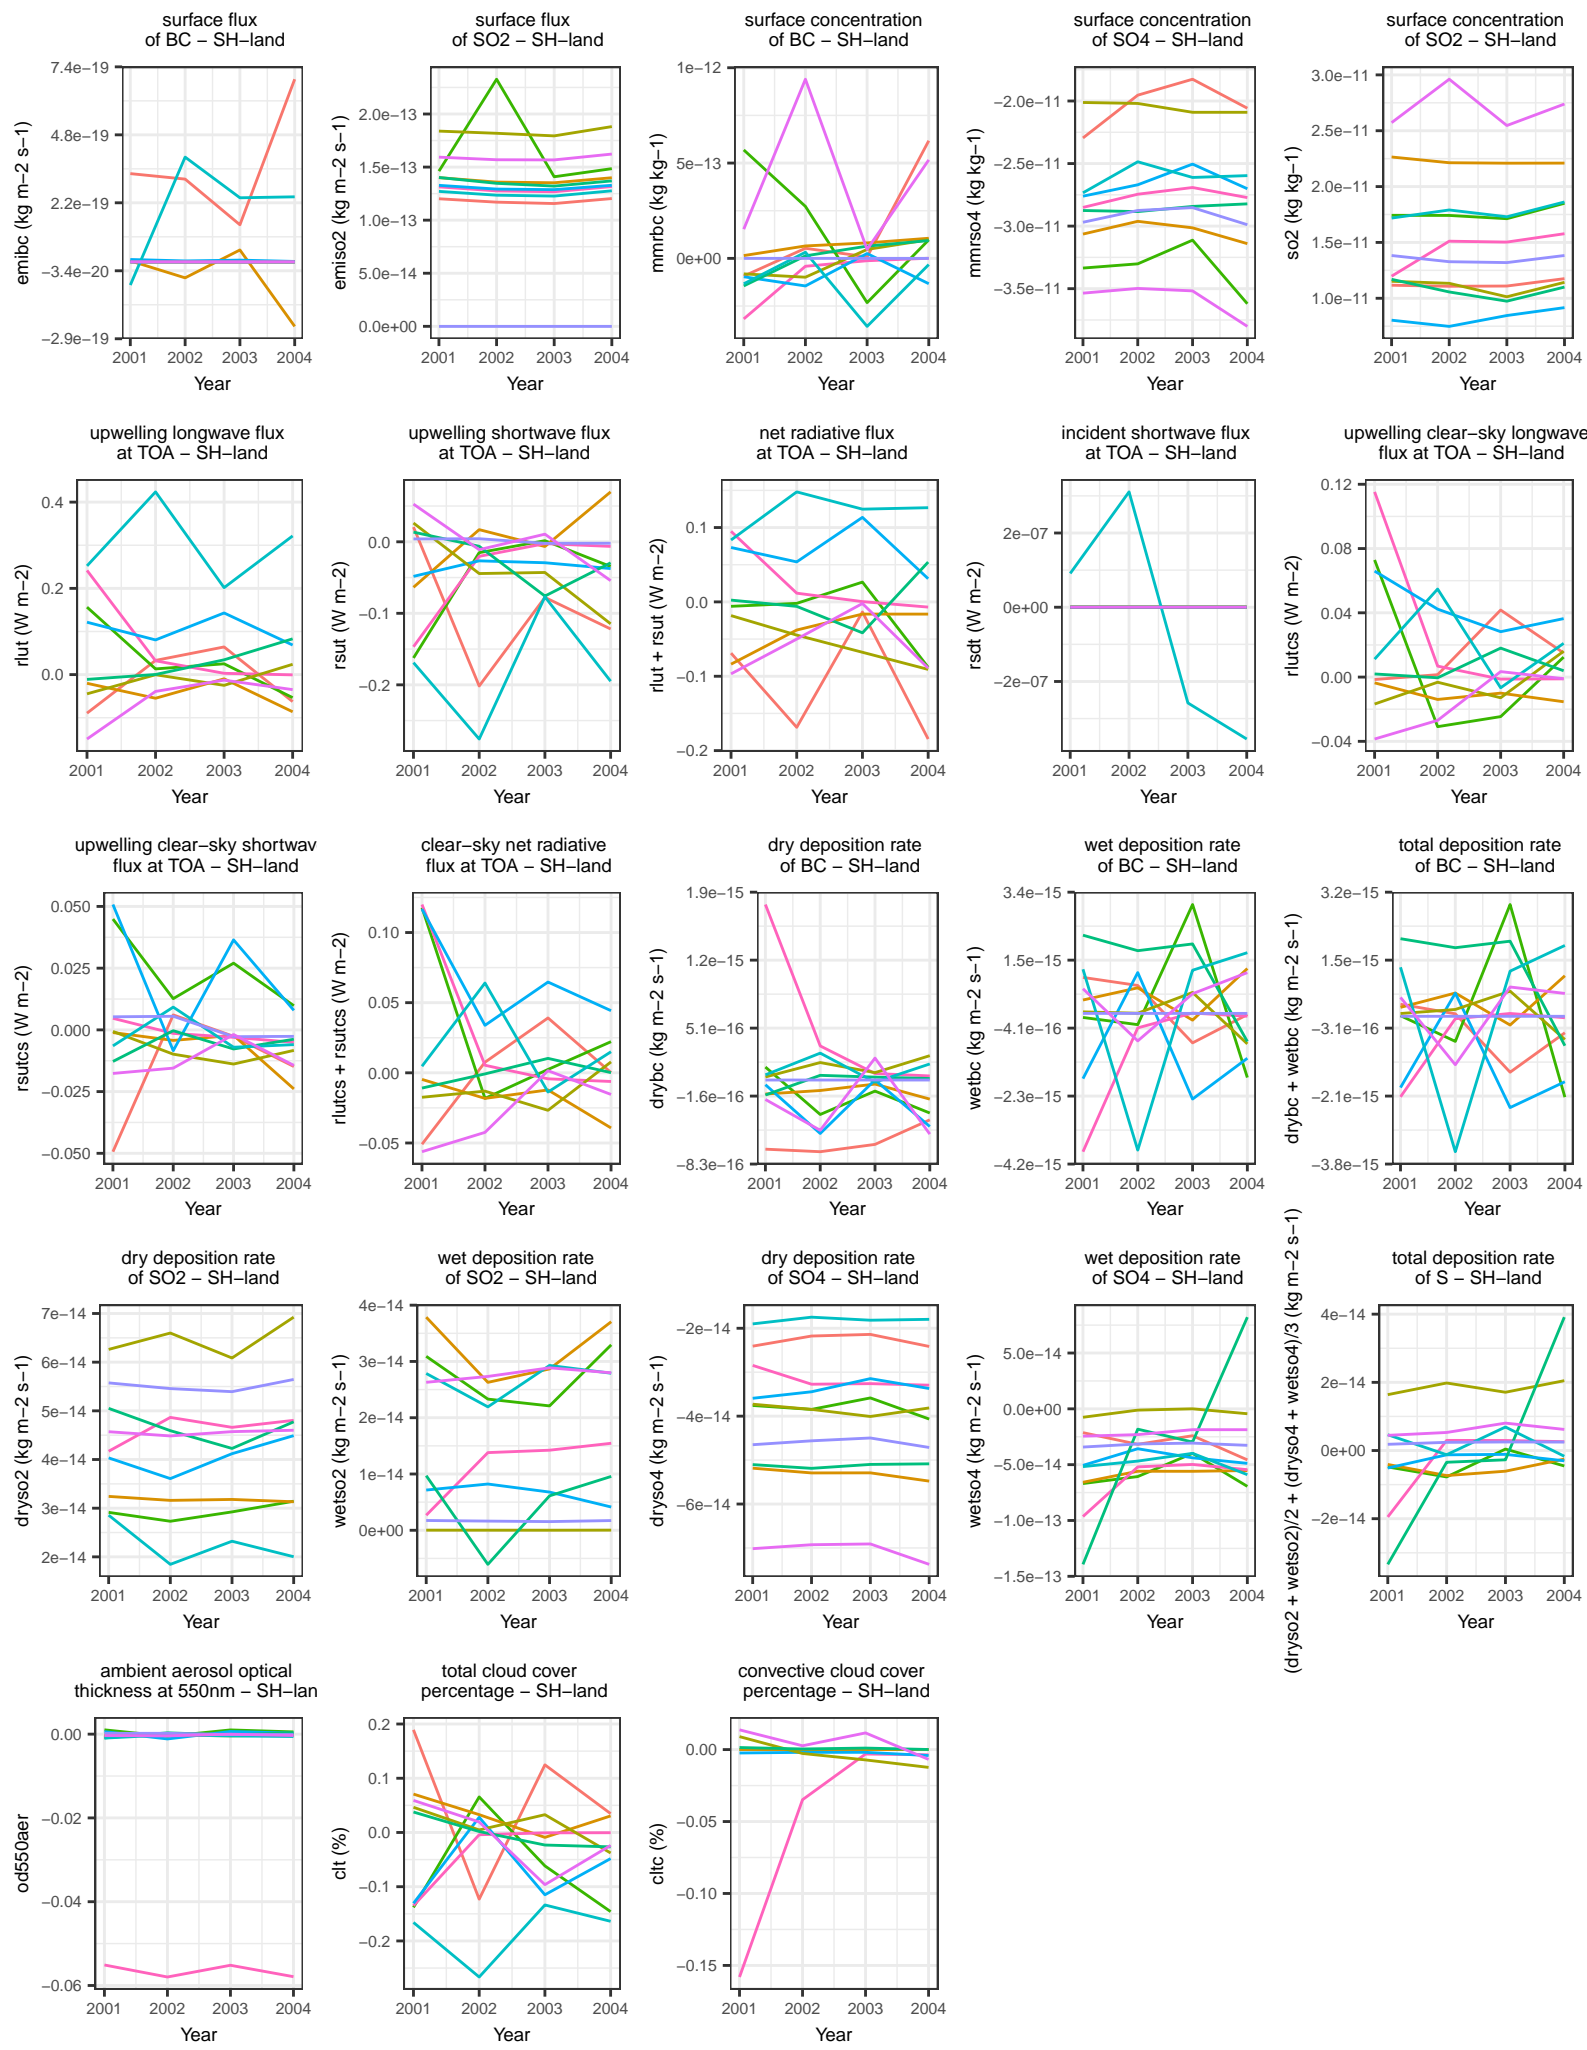 surface flux
of BC − SH−land
surface flux
of SO2 − SH−land
surface concentration
of BC − SH−land
surface concentration
of SO4 − SH−land
surface concentration
of SO2 − SH−land
emibc (kg m−2 s−1)
7.4e−19
4.8e−19
2.2e−19
−3.4e−20
−2.9e−19
2001 2002 2003 2004
Year
emiso2 (kg m−2 s−1)
2.0e−13
1.5e−13
1.0e−13
5.0e−14
0.0e+00
2001 2002 2003 2004
Year
mmrbc (kg kg−1)
1e−12
5e−13
0e+00
2001 2002 2003 2004
Year
mmrso4 (kg kg−1)
−2.0e−11
−2.5e−11
−3.0e−11
−3.5e−11
2001 2002 2003 2004
Year
so2 (kg kg−1)
3.0e−11
2.5e−11
2.0e−11
1.5e−11
1.0e−11
2001 2002 2003 2004
Year
upwelling longwave flux
at TOA − SH−land
upwelling shortwave flux
at TOA − SH−land
net radiative flux
at TOA − SH−land
incident shortwave flux
at TOA − SH−land
upwelling clear−sky longwave
flux at TOA − SH−land
rlut (W m−2)
0.4
0.2
0.0
2001 2002 2003 2004
Year
rsut (W m−2)
0.0
−0.1
−0.2
2001 2002 2003 2004
Year
rlut + rsut (W m−2)
0.1
0.0
−0.1
−0.2
2001 2002 2003 2004
Year
rsdt (W m−2)
2e−07
0e+00
−2e−07
2001 2002 2003 2004
Year
rlutcs (W m−2)
0.12
0.08
0.04
0.00
−0.04
2001 2002 2003 2004
Year
upwelling clear−sky shortwav
flux at TOA − SH−land
clear−sky net radiative
flux at TOA − SH−land
dry deposition rate
of BC − SH−land
wet deposition rate
of BC − SH−land
total deposition rate
of BC − SH−land
rsutcs (W m−2)
0.050
0.025
0.000
−0.025
−0.050
2001 2002 2003 2004
Year
rlutcs + rsutcs (W m−2)
0.10
0.05
0.00
−0.05
2001 2002 2003 2004
Year
drybc (kg m−2 s−1)
1.9e−15
1.2e−15
5.1e−16
−1.6e−16
−8.3e−16
2001 2002 2003 2004
Year
wetbc (kg m−2 s−1)
3.4e−15
1.5e−15
−4.1e−16
−2.3e−15
−4.2e−15
2001 2002 2003 2004
Year
drybc + wetbc (kg m−2 s−1)
3.2e−15
1.5e−15
−3.1e−16
−2.1e−15
−3.8e−15
2001 2002 2003 2004
Year
dry deposition rate
of SO2 − SH−land
wet deposition rate
of SO2 − SH−land
dry deposition rate
of SO4 − SH−land
wet deposition rate
of SO4 − SH−land
total deposition rate
of S − SH−land
dryso2 (kg m−2 s−1)
7e−14
6e−14
5e−14
4e−14
3e−14
2e−14
2001 2002 2003 2004
Year
wetso2 (kg m−2 s−1)
4e−14
3e−14
2e−14
1e−14
0e+00
2001 2002 2003 2004
Year
dryso4 (kg m−2 s−1)
−2e−14
−4e−14
−6e−14
2001 2002 2003 2004
Year
wetso4 (kg m−2 s−1)
5.0e−14
0.0e+00
−5.0e−14
−1.0e−13
−1.5e−13
2001 2002 2003 2004
Year
(dryso2 + wetso2)/2 + (dryso4 + wetso4)/3 (kg m−2 s−1)
4e−14
2e−14
0e+00
−2e−14
2001 2002 2003 2004
Year
ambient aerosol optical
thickness at 550nm − SH−lan
total cloud cover
percentage − SH−land
convective cloud cover
percentage − SH−land
od550aer
0.00
−0.02
−0.04
−0.06
2001 2002 2003 2004
Year
clt (%)
0.2
0.1
0.0
−0.1
−0.2
2001 2002 2003 2004
Year
cltc (%)
0.00
−0.05
−0.10
−0.15
2001 2002 2003 2004
Year